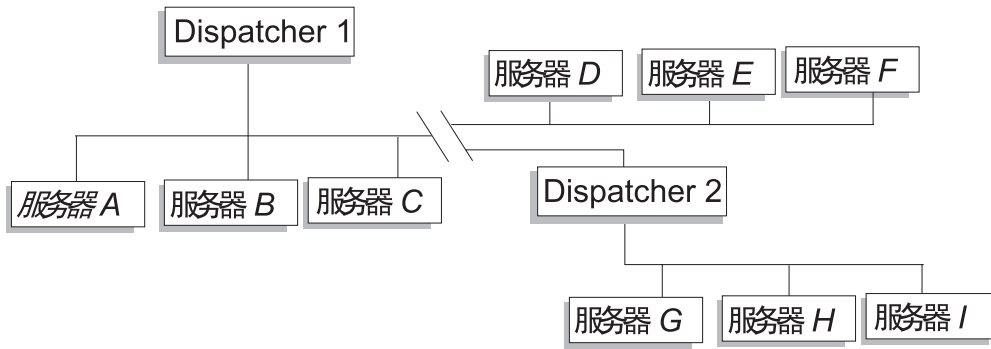 Dispatcher 1
服务器 D
服务器 E
服务器 F
服务器 A
服务器 B
服务器 C
Dispatcher 2
服务器 G
服务器 H
服务器 I